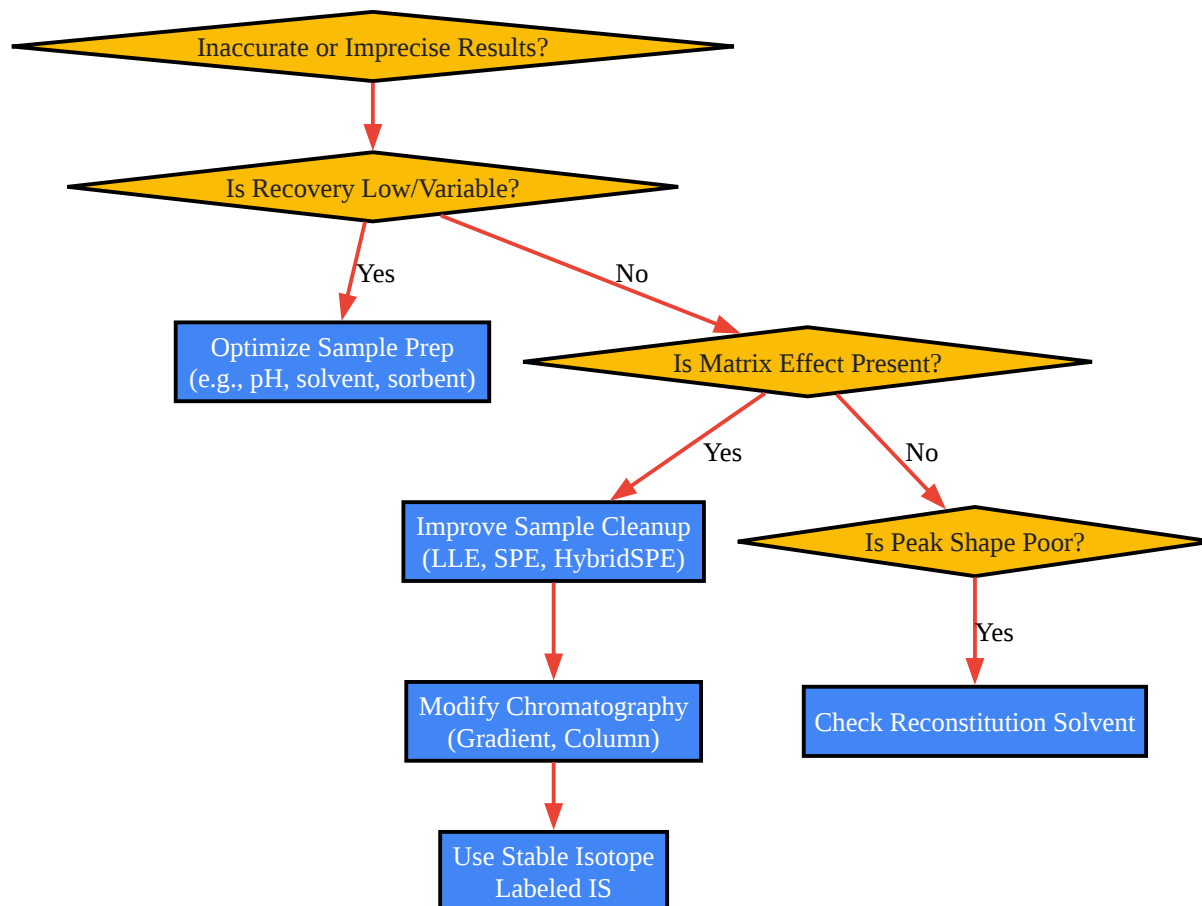 Inaccurate or Imprecise Results?
Is Recovery Low/Variable?
Yes
No
Optimize Sample Prep
(e.g., pH, solvent, sorbent)
Is Matrix Effect Present?
Yes
No
Improve Sample Cleanup
(LLE, SPE, HybridSPE)
Is Peak Shape Poor?
Yes
Modify Chromatography
(Gradient, Column)
Check Reconstitution Solvent
Use Stable Isotope
Labeled IS